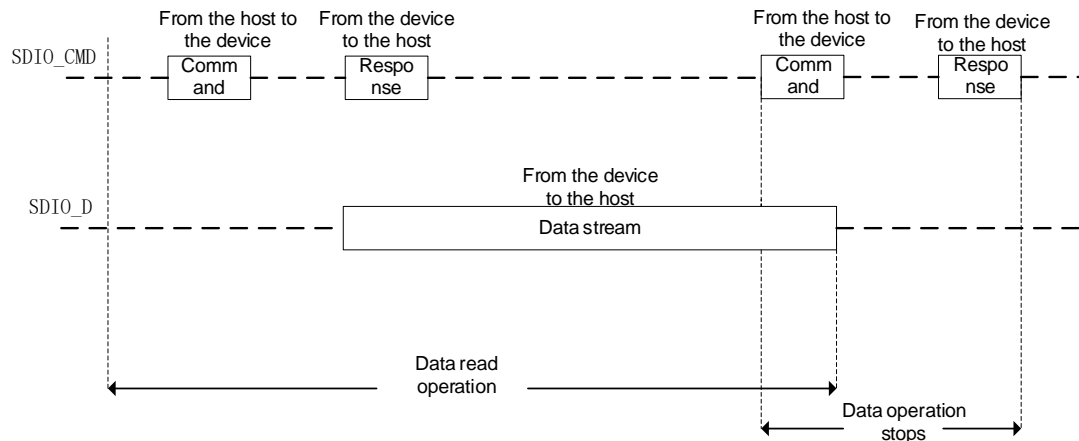 From the host to
the device
From the device
to the host
From the host to
the device
From the device
to the host
SDIO_CMD
Comm
and
Respo
nse
Comm
and
Respo
nse
From the device
to the host
SDIO_D
Data stream
Data read
operation
Data operation
stops